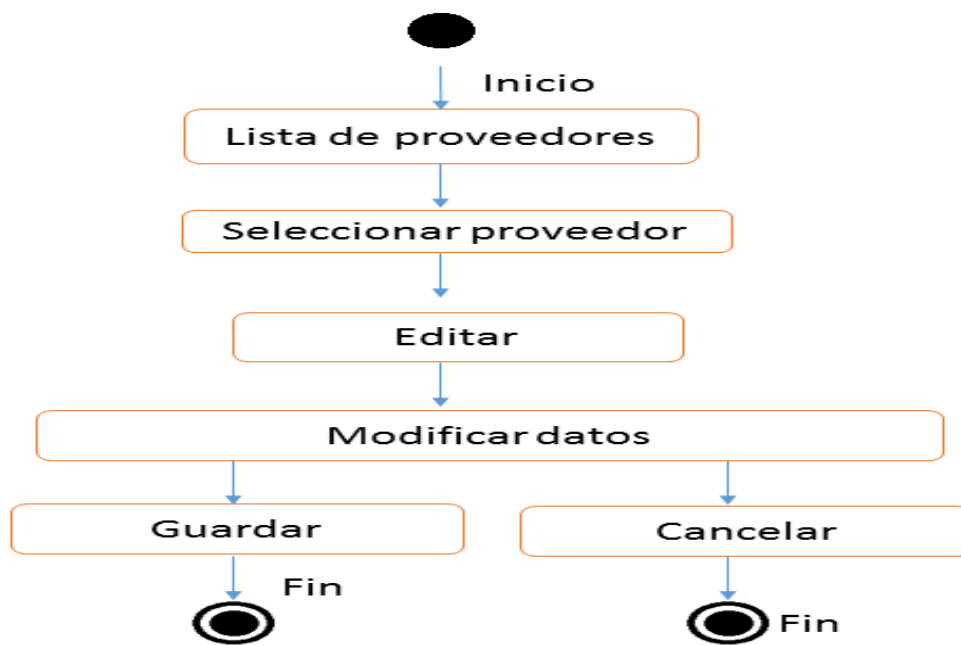 Inicio
Lista de proveedores
Seleccionar proveedor
Editar
Modificar datos
Guardar
Cancelar
Fin
Fin